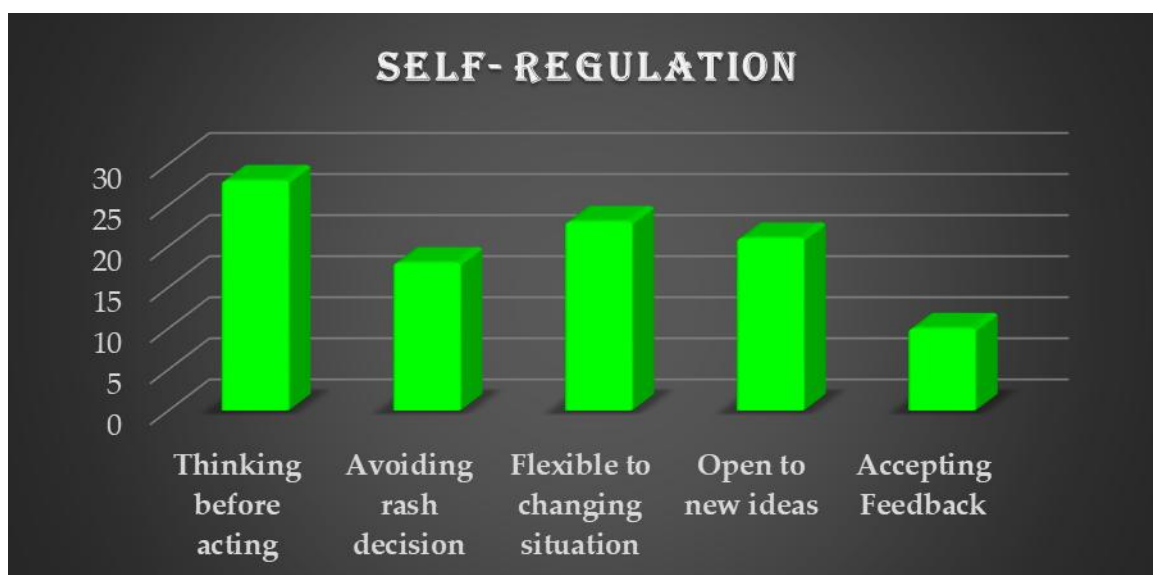 SELF- REGULATION
30
25
20
15
10
5
0
Thinking before acting
Avoiding rash decision
Flexible to changing situation
Open to new ideas
Accepting Feedback